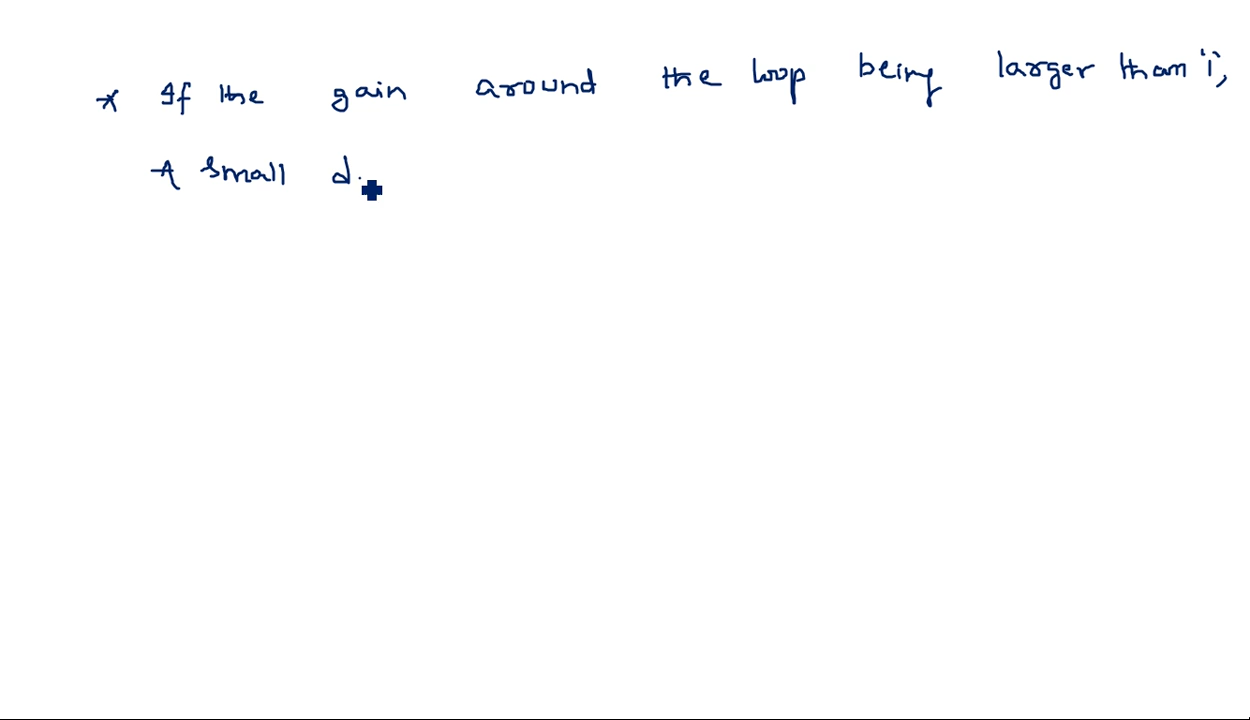 * If the gain around the loop being larger than '1',
A small d